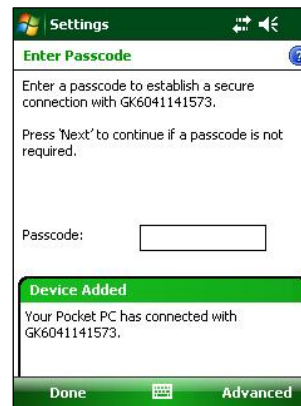 Settings
Enter Passcode
Enter a passcode to establish a secure
connection with GK6041141573.
Press 'Next' to continue if a passcode is not
required.
Passcode:
Device Added
Your Pocket PC has connected with
GK6041141573.
Done Advanced